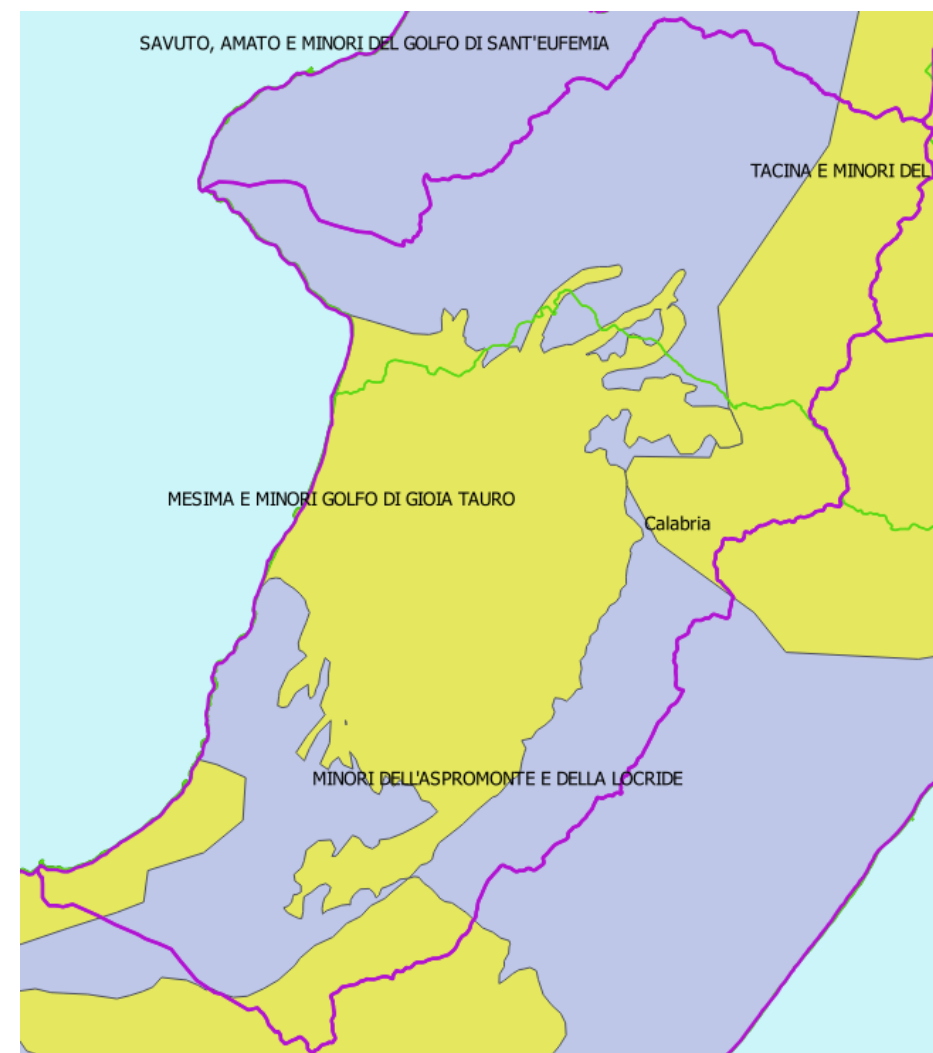 SAVUTO, AMATO E MINORI DEL GOLFO DI SANT'EUFEMIA
TACINA E MINORI DEL
MESIMA E MINORI GOLFO DI GIOIA TAURO
Calabria
MINORI DELL'ASPROMONTE E DELLA LOCRIDE